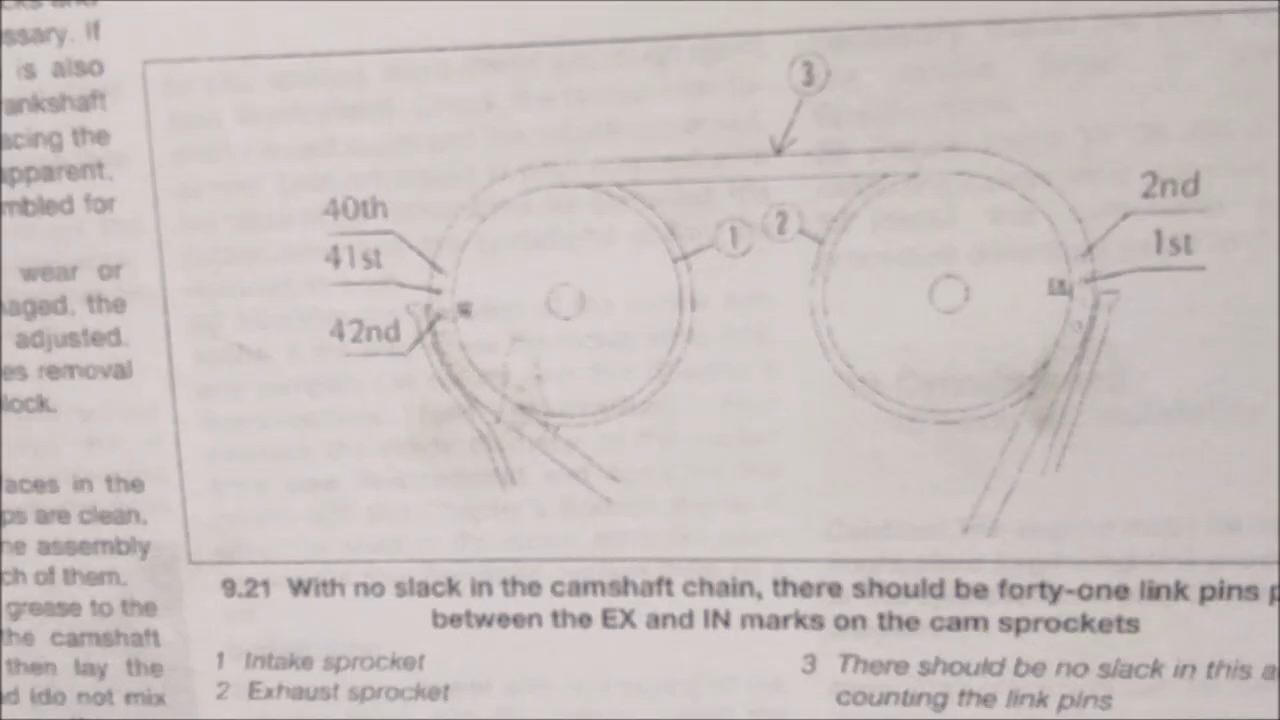 ssary. If
is also
ankshaft
acing the
apparent,
mbled for
wear or
aged, the
adjusted.
es removal
lock.
aces in the
ps are clean,
he assembly
ch of them.
grease to the
the camshaft
then lay the
d (do not mix
3
40th
41st
42nd
1
2
2nd
1st
9.21 With no slack in the camshaft chain, there should be forty-one link pins p
between the EX and IN marks on the cam sprockets
1 Intake sprocket
2 Exhaust sprocket
3 There should be no slack in this a
counting the link pins